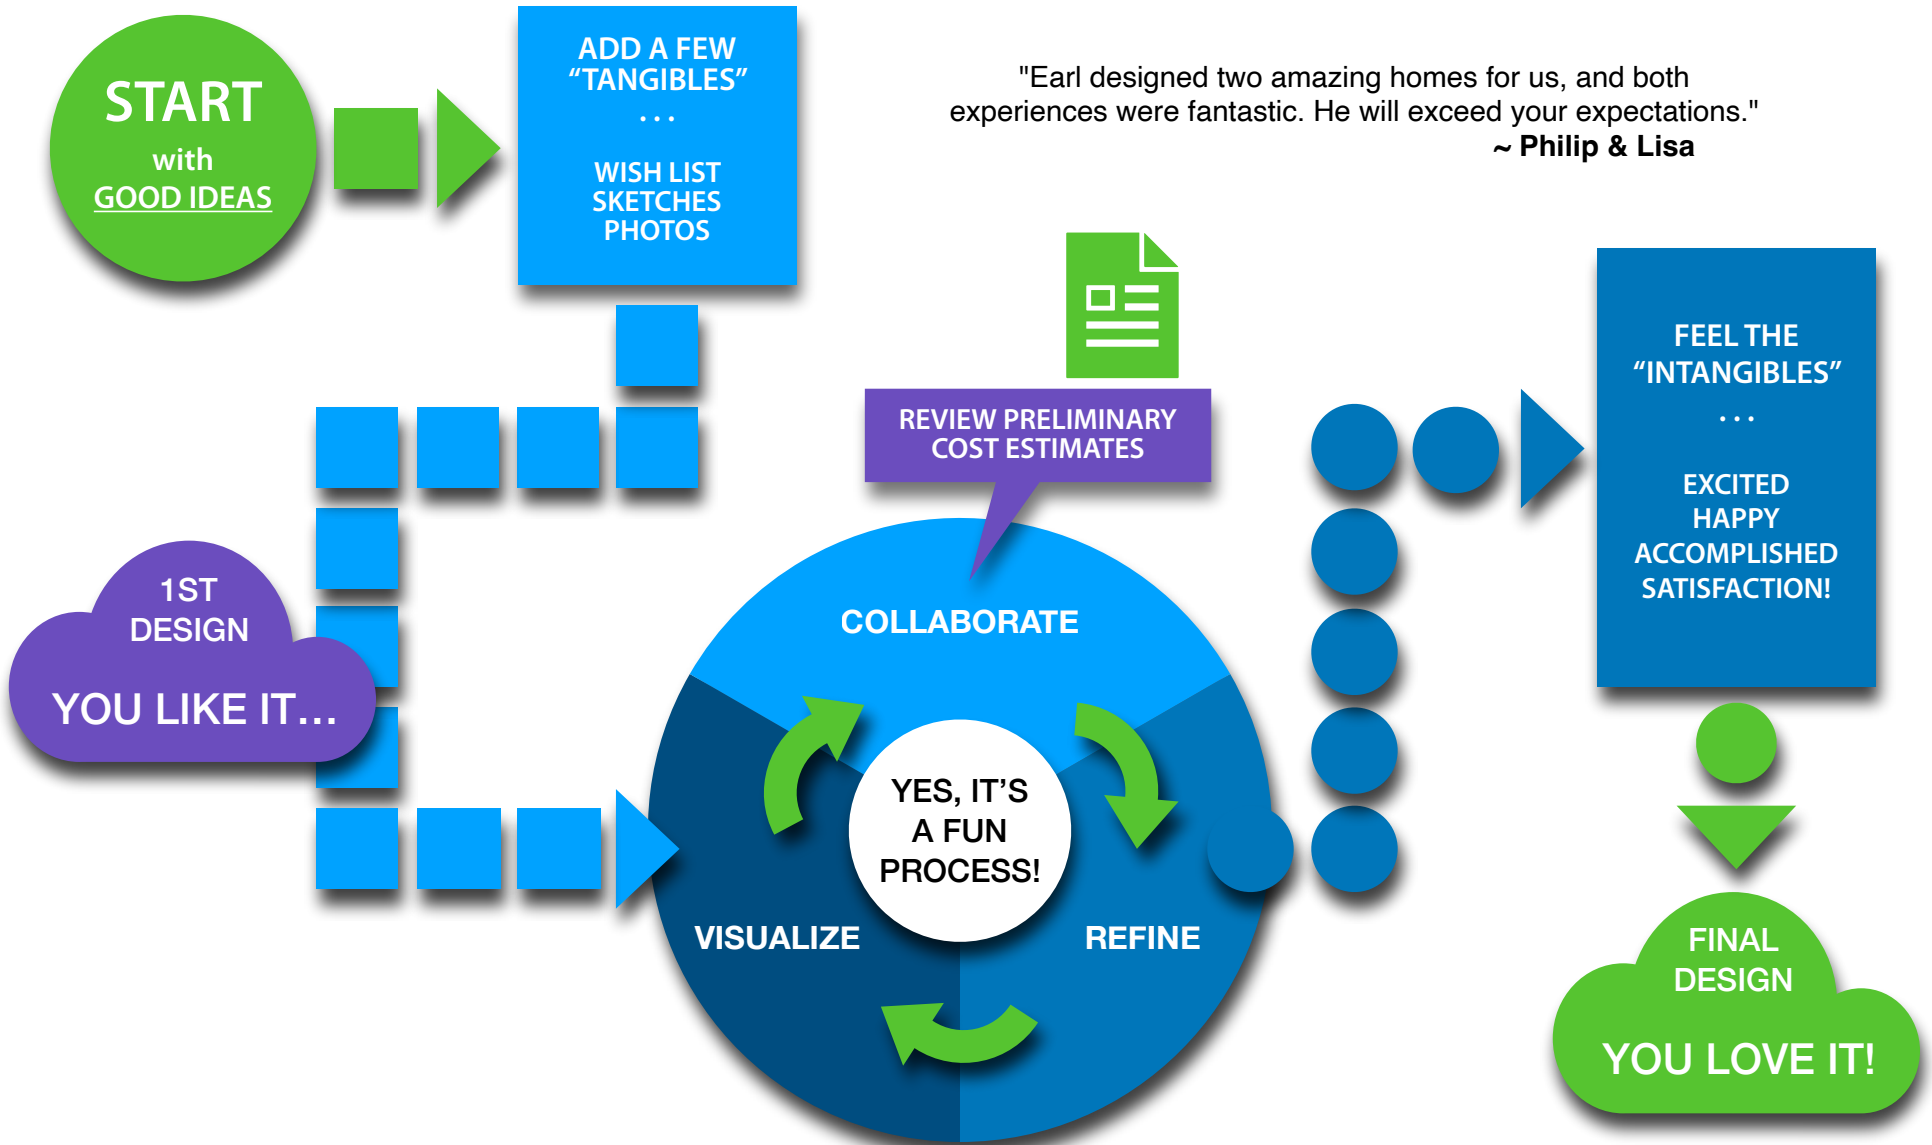 START
with
GOOD IDEAS
ADD A FEW
“TANGIBLES”
...
WISH LIST
SKETCHES
PHOTOS
"Earl designed two amazing homes for us, and both
experiences were fantastic. He will exceed your expectations."
~ Philip & Lisa
REVIEW PRELIMINARY
COST ESTIMATES
1ST
DESIGN
YOU LIKE IT...
COLLABORATE
YES, IT’S
A FUN
PROCESS!
VISUALIZE
REFINE
FEEL THE
“INTANGIBLES”
...
EXCITED
HAPPY
ACCOMPLISHED
SATISFACTION!
FINAL
DESIGN
YOU LOVE IT!